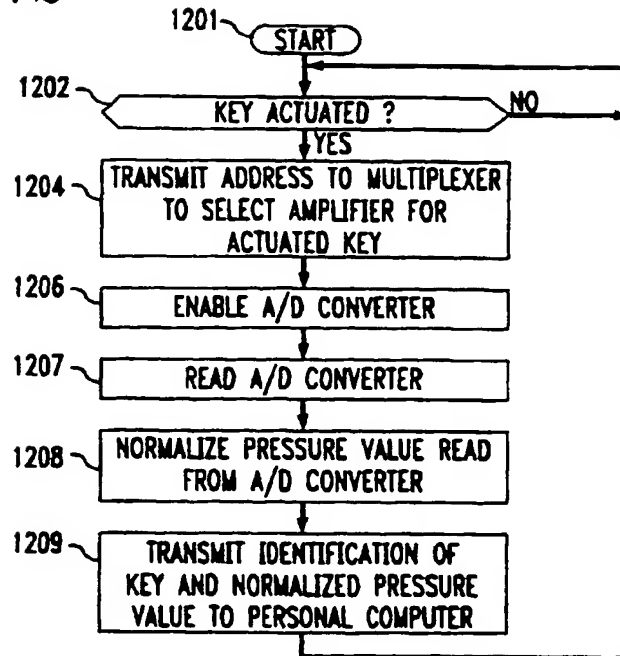 1201
START
1202
KEY ACTUATED ?
NO
YES
1204
TRANSMIT ADDRESS TO MULTIPLEXER
TO SELECT AMPLIFIER FOR
ACTUATED KEY
1206
ENABLE A/D CONVERTER
1207
READ A/D CONVERTER
1208
NORMALIZE PRESSURE VALUE READ
FROM A/D CONVERTER
1209
TRANSMIT IDENTIFICATION OF
KEY AND NORMALIZED PRESSURE
VALUE TO PERSONAL COMPUTER